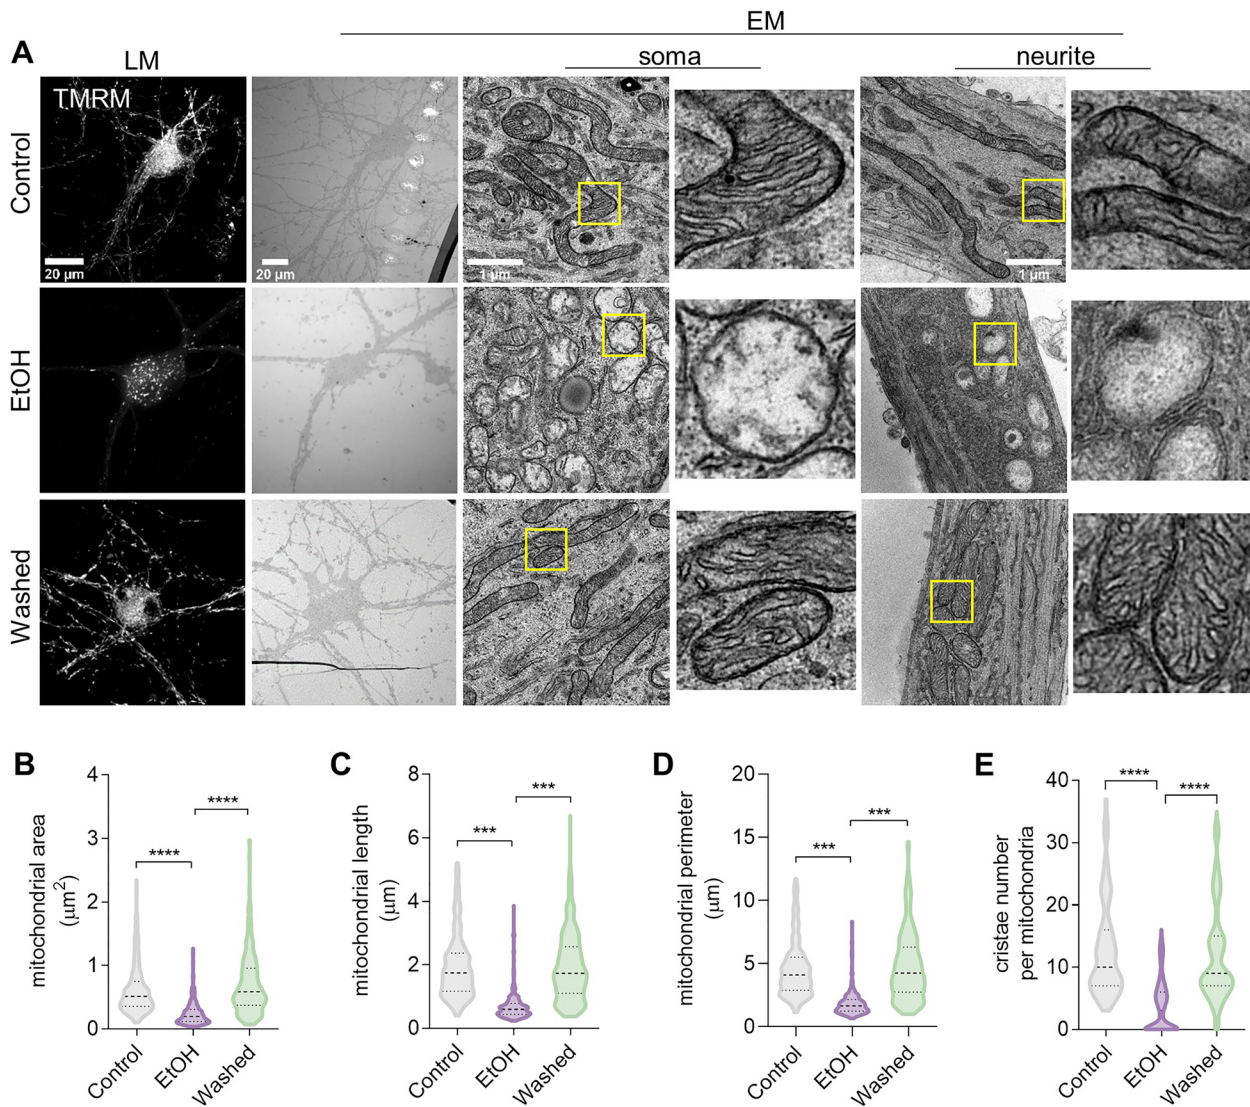 EM
A
LM
soma
neurite
TMRM
Control
20 µm
20 µm
1 µm
1 µm
EtOH
Washed
B
mitochondrial area
(µm²)
4
3
2
1
0
****
****
Control
EtOH
Washed
C
mitochondrial length
(µm)
8
6
4
2
0
***
***
Control
EtOH
Washed
D
mitochondrial perimeter
(µm)
20
15
10
5
0
***
***
Control
EtOH
Washed
E
cristae number
per mitochondria
40
30
20
10
0
****
****
Control
EtOH
Washed